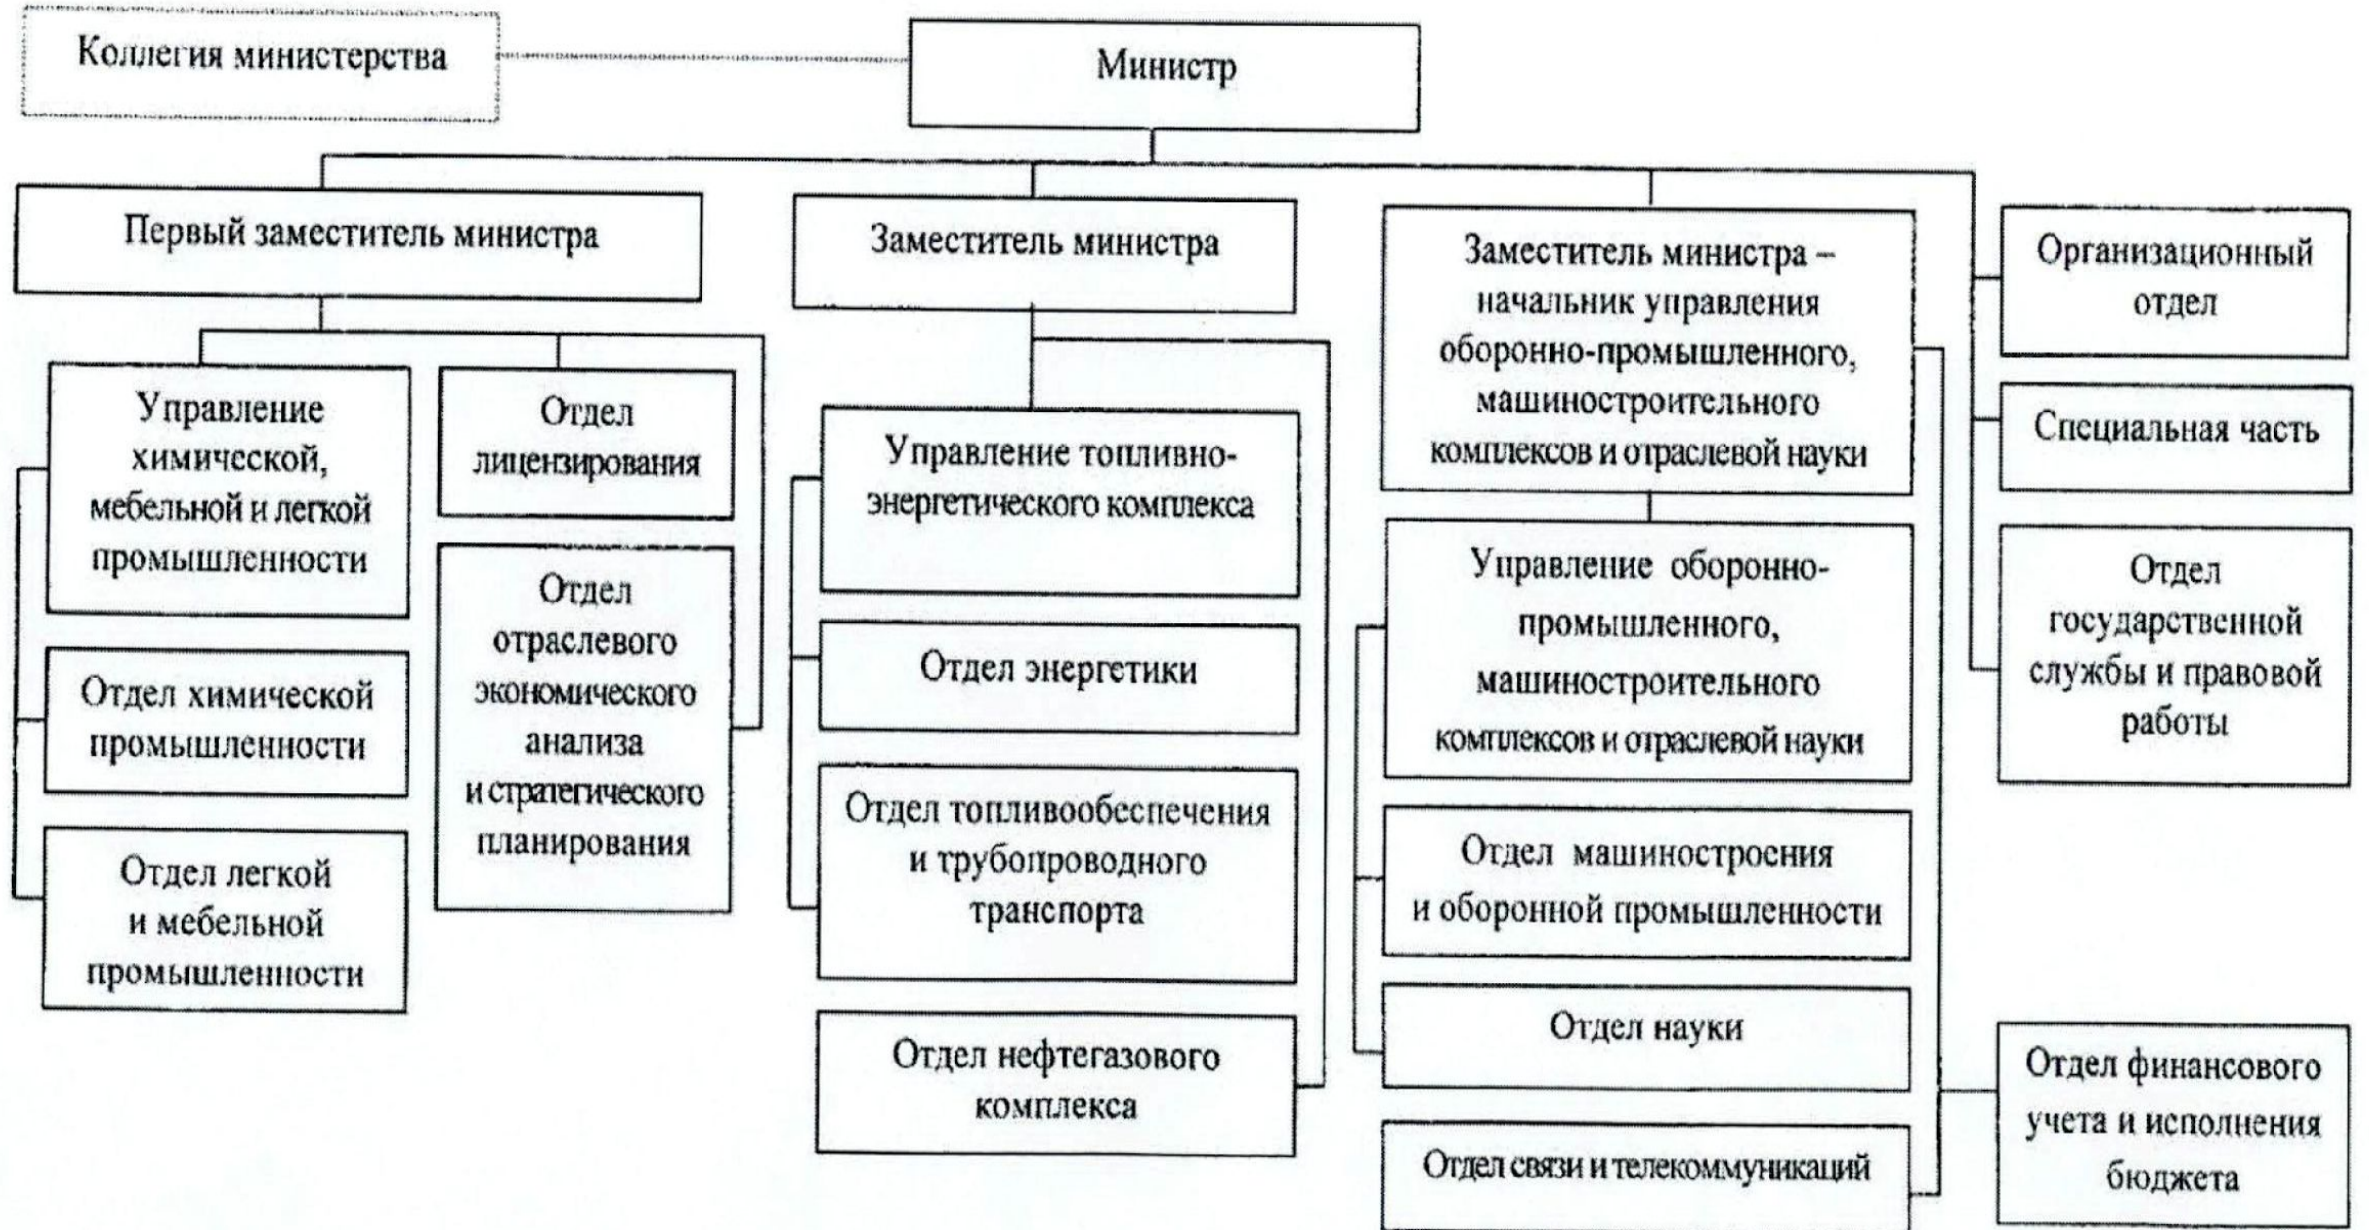 Коллегия министерства
Министр
Первый заместитель министра
Заместитель министра
Заместитель министра –
начальник управления
оборонно-промышленного,
машиностроительного
комплексов и отраслевой науки
Организационный
отдел
Специальная часть
Отдел
государственной
службы и правовой
работы
Управление
химической,
мебельной и легкой
промышленности
Отдел химической
промышленности
Отдел легкой
и мебельной
промышленности
Отдел
лицензирования
Отдел
отраслевого
экономического
анализа
и стратегического
планирования
Управление топливно-
энергетического комплекса
Отдел энергетики
Отдел топливообеспечения
и трубопроводного
транспорта
Отдел нефтегазового
комплекса
Управление оборонно-
промышленного,
машиностроительного
комплексов и отраслевой науки
Отдел машиностроения
и оборонной промышленности
Отдел науки
Отдел связи и телекоммуникаций
Отдел финансового
учета и исполнения
бюджета